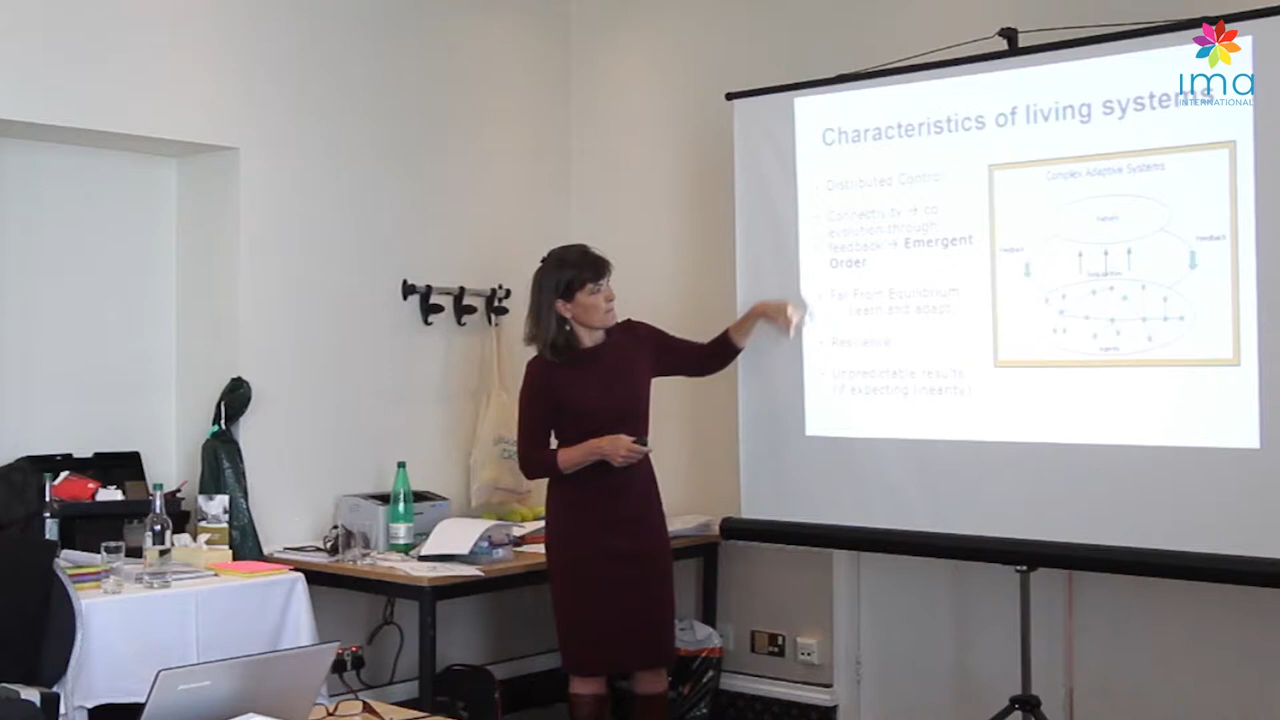 ima
INTERNATIONAL
Characteristics of living systems
Distributed Control
Connectivity → co
evolution through
feedback → Emergent
Order
Far From Equilibrium
learn and adapt
Resilience
Unpredictable results
(if expecting linearity)
Complex Adaptive Systems
Feedback
Feedback